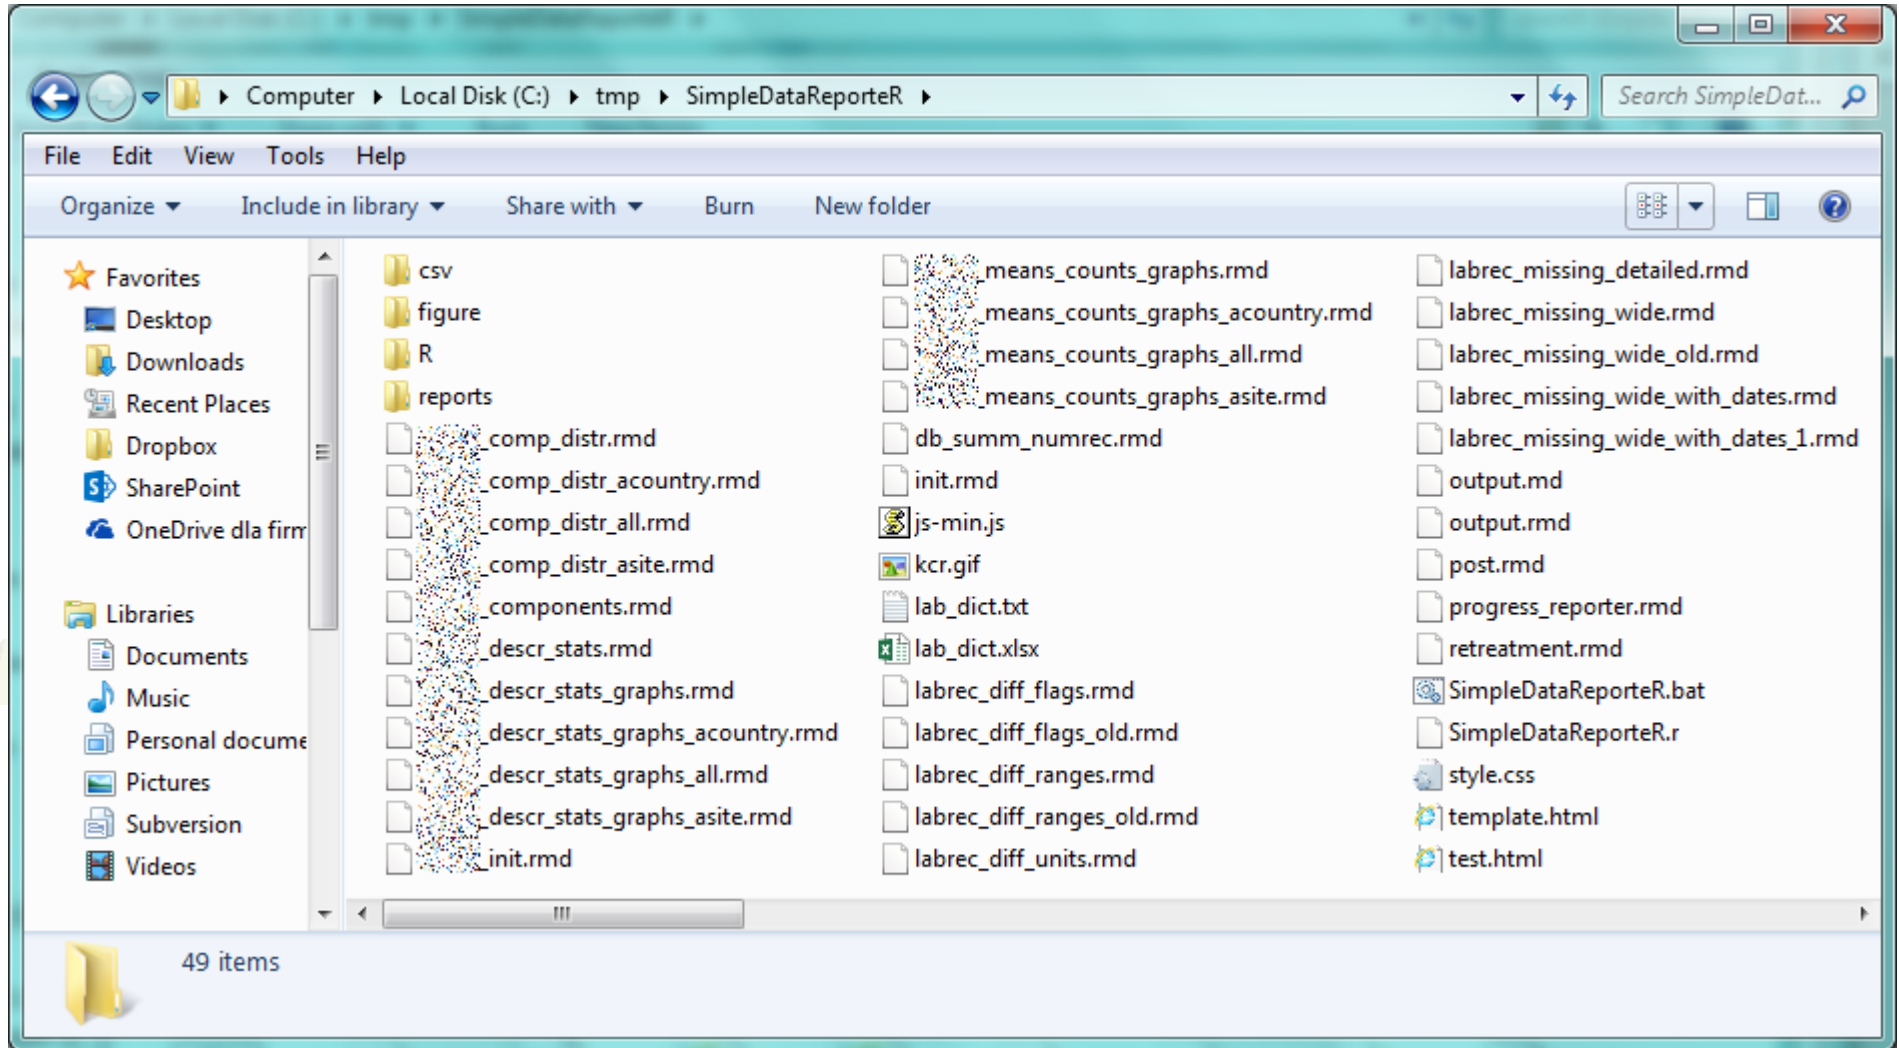 Computer ▸ Local Disk (C:) ▸ tmp ▸ SimpleDataReporteR ▸
Search SimpleDat...
File Edit View Tools Help
Organize Include in library Share with Burn New folder
Favorites
Desktop
Downloads
Recent Places
Dropbox
SharePoint
OneDrive dla firm
Libraries
Documents
Music
Personal docume
Pictures
Subversion
Videos
csv
figure
R
reports
_comp_distr.rmd
_comp_distr_acountry.rmd
_comp_distr_all.rmd
_comp_distr_asite.rmd
_components.rmd
_descr_stats.rmd
_descr_stats_graphs.rmd
_descr_stats_graphs_acountry.rmd
_descr_stats_graphs_all.rmd
_descr_stats_graphs_asite.rmd
_init.rmd
_means_counts_graphs.rmd
_means_counts_graphs_acountry.rmd
_means_counts_graphs_all.rmd
_means_counts_graphs_asite.rmd
db_summ_numrec.rmd
init.rmd
js-min.js
kcr.gif
lab_dict.txt
lab_dict.xlsx
labrec_diff_flags.rmd
labrec_diff_flags_old.rmd
labrec_diff_ranges.rmd
labrec_diff_ranges_old.rmd
labrec_diff_units.rmd
labrec_missing_detailed.rmd
labrec_missing_wide.rmd
labrec_missing_wide_old.rmd
labrec_missing_wide_with_dates.rmd
labrec_missing_wide_with_dates_1.rmd
output.md
output.rmd
post.rmd
progress_reporter.rmd
retreatment.rmd
SimpleDataReporteR.bat
SimpleDataReporteR.r
style.css
template.html
test.html
49 items